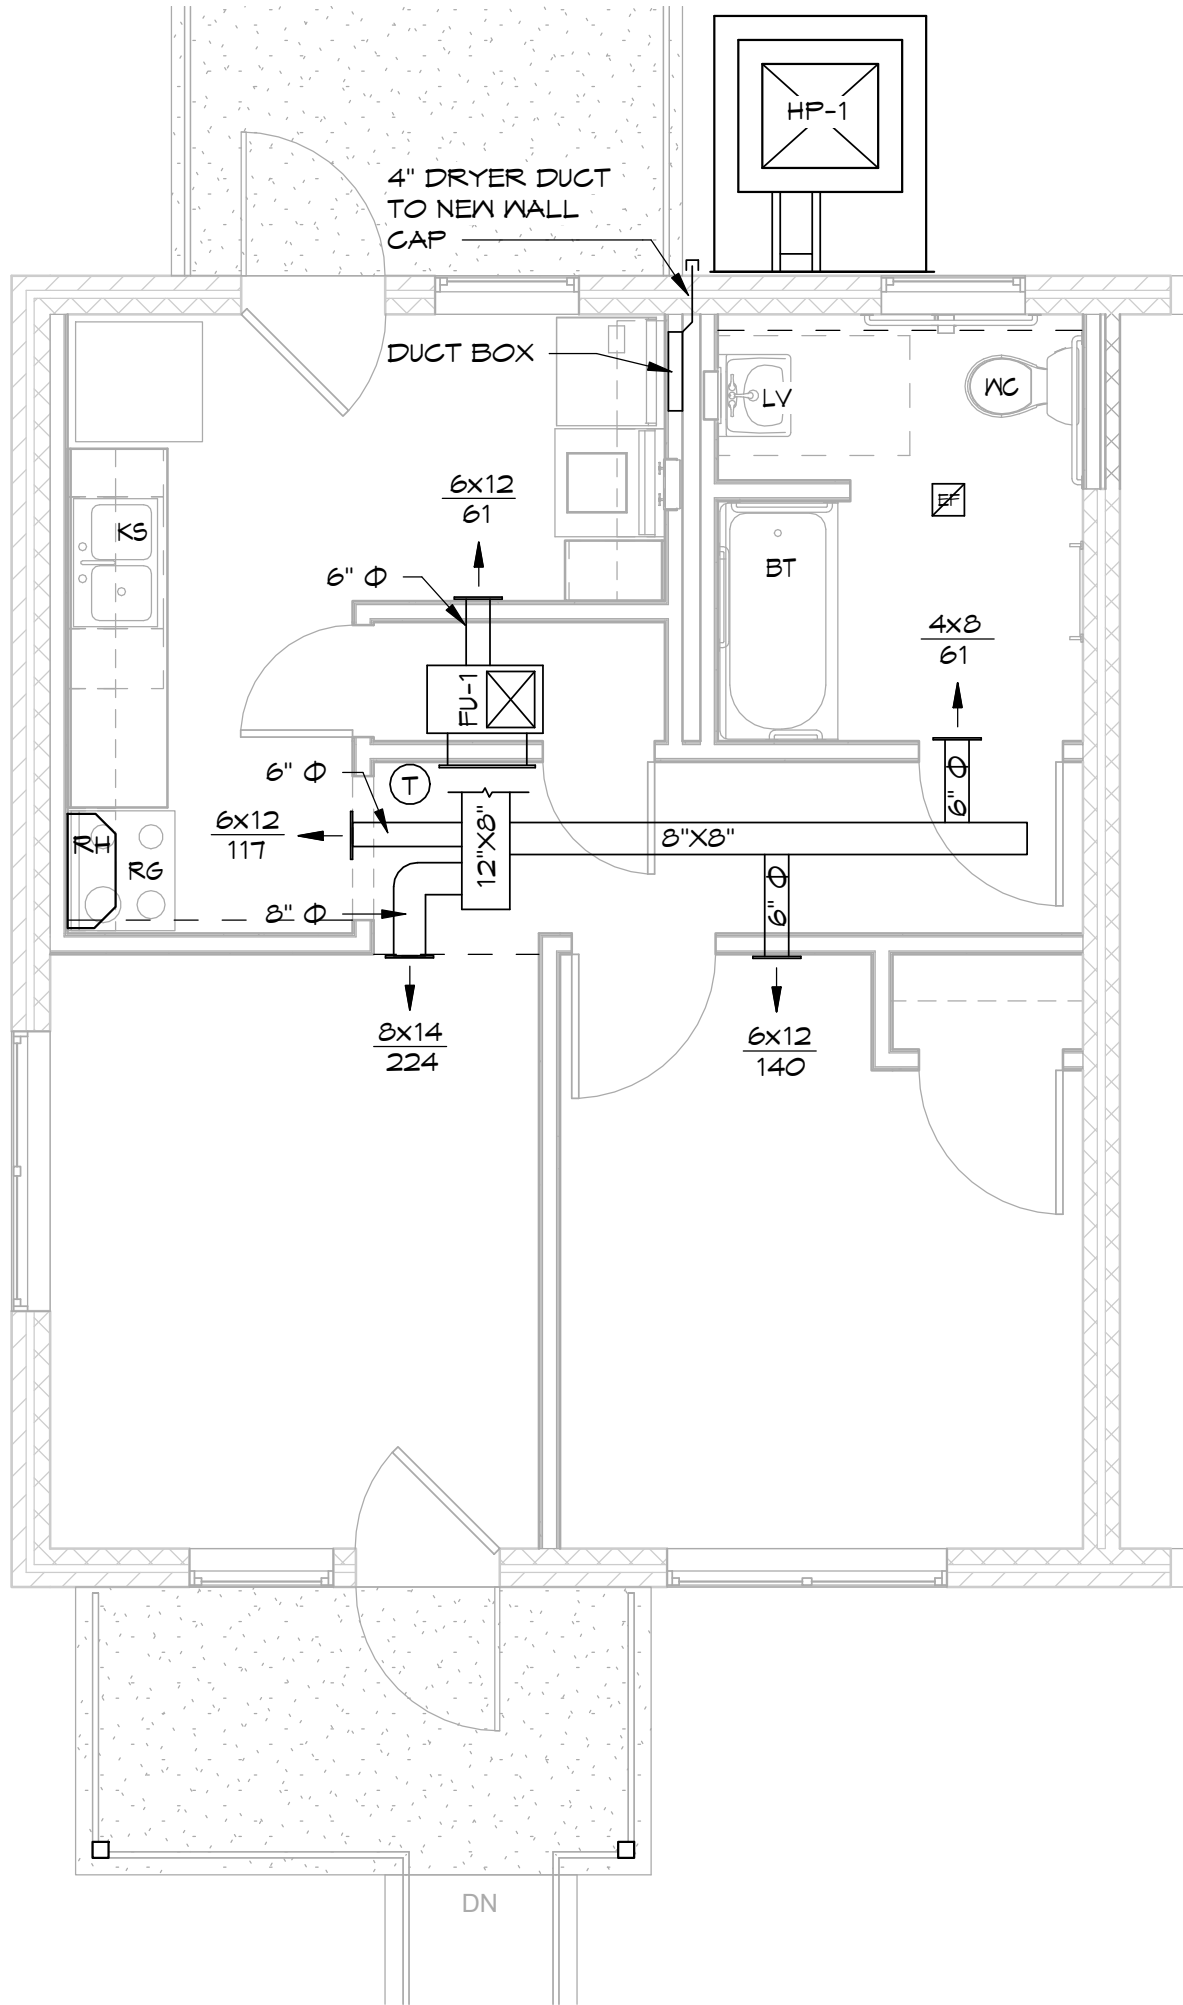 HP-1
4" DRYER DUCT
TO NEW WALL
CAP
DUCT BOX
LV
WC
6x12
61
EF
KS
6" Ø
BT
4x8
61
FU-1
6" Ø
T
6" Ø
6x12
117
12"X8"
8"X8"
RH
RG
6" Ø
8" Ø
8x14
224
6x12
140
DN